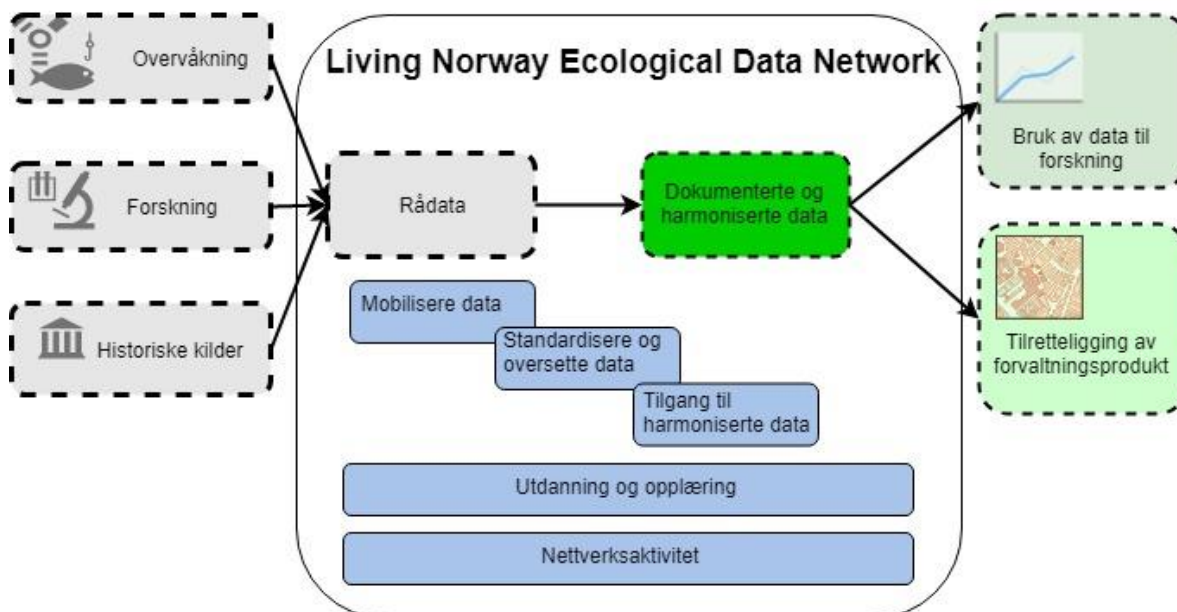 Living Norway Ecological Data Network
Overvåkning
Forskning
Historiske kilder
Rådata
Dokumenterte og
harmoniserte data
Mobilisere data
Standardisere og
oversette data
Tilgang til
harmoniserte data
Utdanning og opplæring
Nettverksaktivitet
Bruk av data til
forskning
Tilretteligging av
forvaltningsprodukt